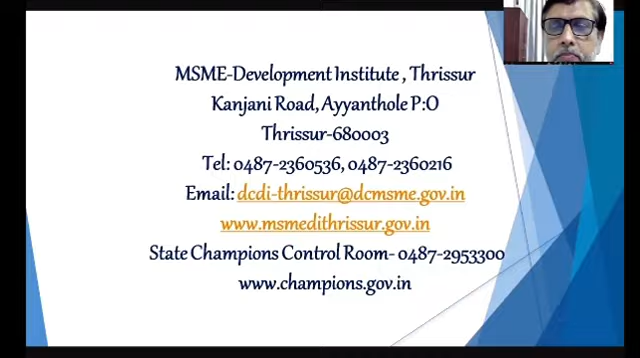 MSME-Development Institute , Thrissur
Kanjani Road, Ayyanthole P:O
Thrissur-680003
Tel: 0487-2360536, 0487-2360216
Email: dcdi-thrissur@dcmsme.gov.in
www.msmedithrissur.gov.in
State Champions Control Room- 0487-2953300
www.champions.gov.in